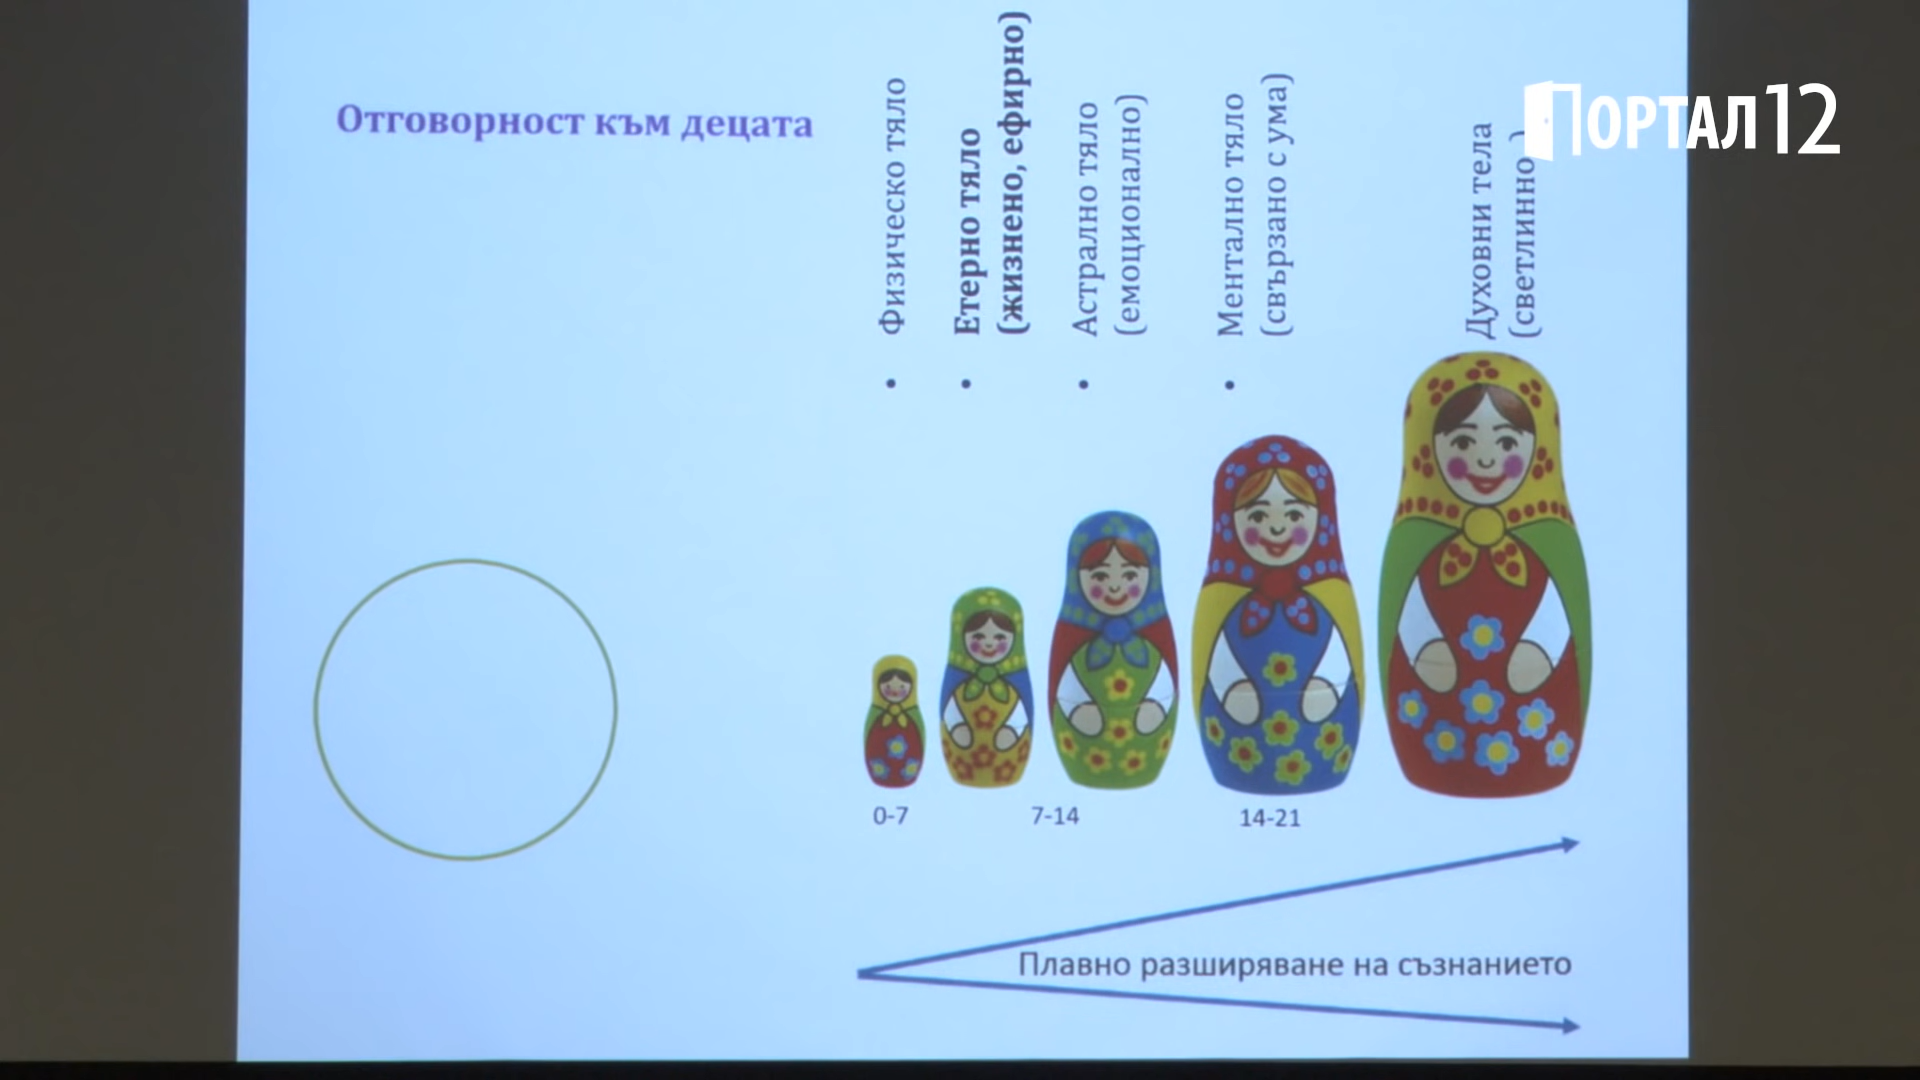 Отговорност към децата
• Физическо тяло
• Етерно тяло
(жизнено, ефирно)
• Астрално тяло
(емоционално)
• Ментално тяло
(свързано с ума)
Духовни тела
(светлинно)
ПОРТАЛ12
0-7
7-14
14-21
Плавно разширяване на съзнанието